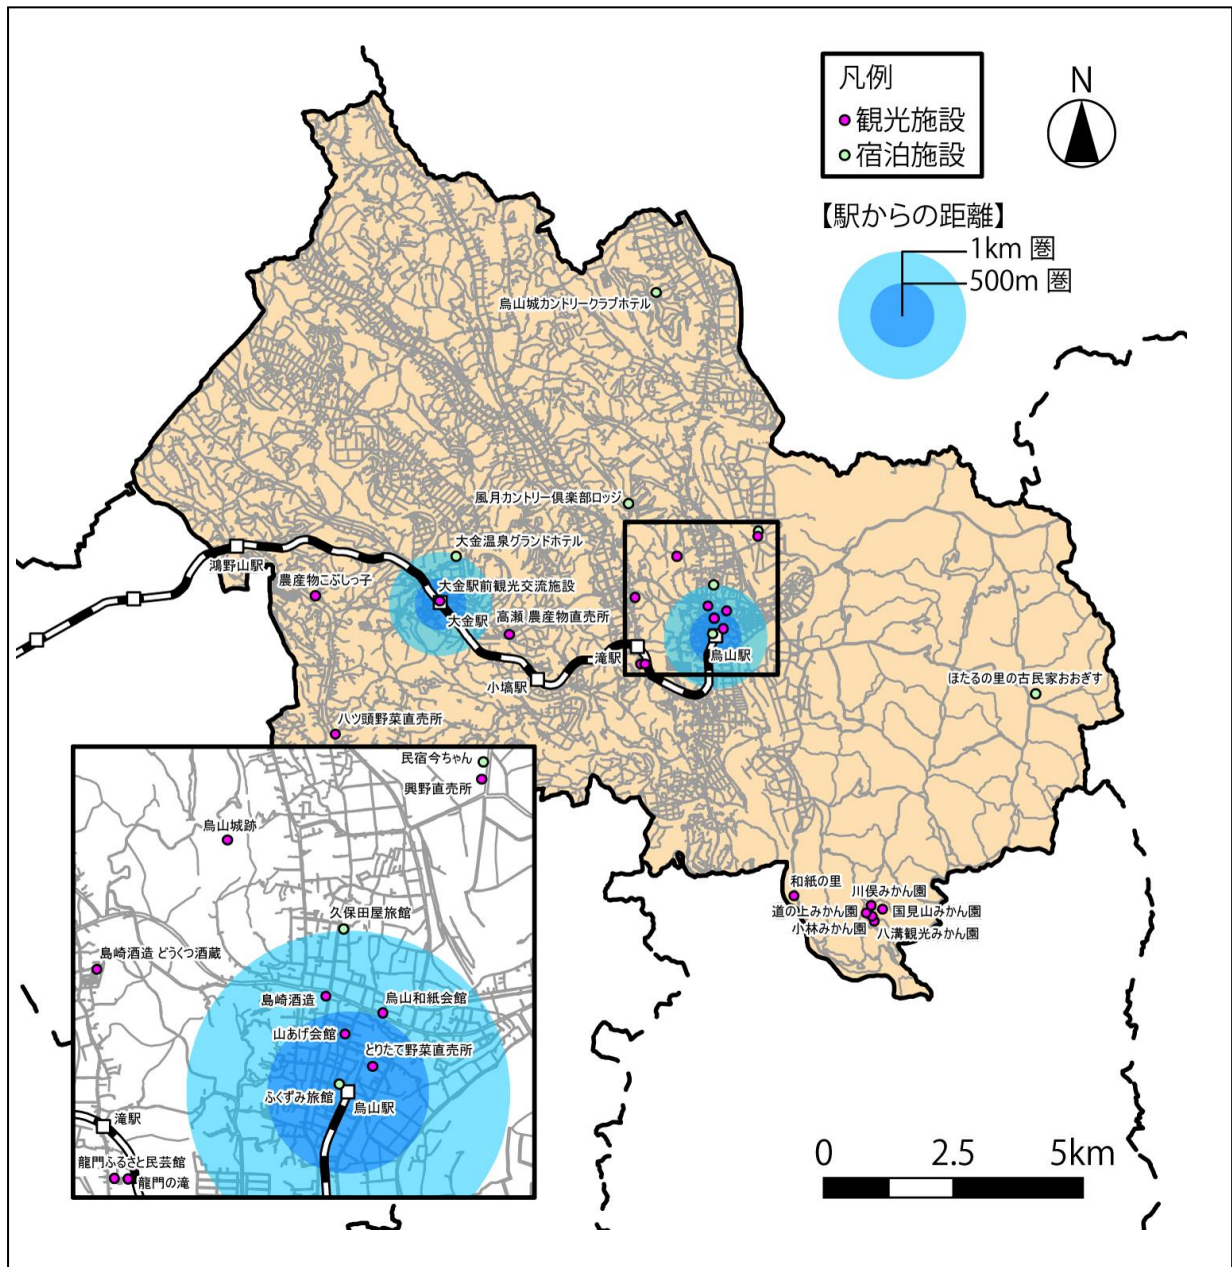 凡例
観光施設
宿泊施設
N
【駅からの距離】
1km 圏
500m 圏
烏山城カントリークラブホテル
風月カントリー倶楽部ロッジ
大金温泉グランドホテル
鴻野山駅
農産物こぶしっ子
大金駅前観光交流施設
大金駅
高瀬 農産物直売所
滝駅
烏山駅
小塙駅
ほたるの里の古民家おおぎす
八ツ頭野菜直売所
民宿今ちゃん
興野直売所
烏山城跡
久保田屋旅館
島崎酒造 どうくつ酒蔵
島崎酒造
烏山和紙会館
山あげ会館
とりたて野菜直売所
ふくずみ旅館
烏山駅
滝駅
龍門ふるさと民芸館
龍門の滝
和紙の里
川俣みかん園
道の上みかん園
国見山みかん園
小林みかん園
八溝観光みかん園
0 2.5 5km